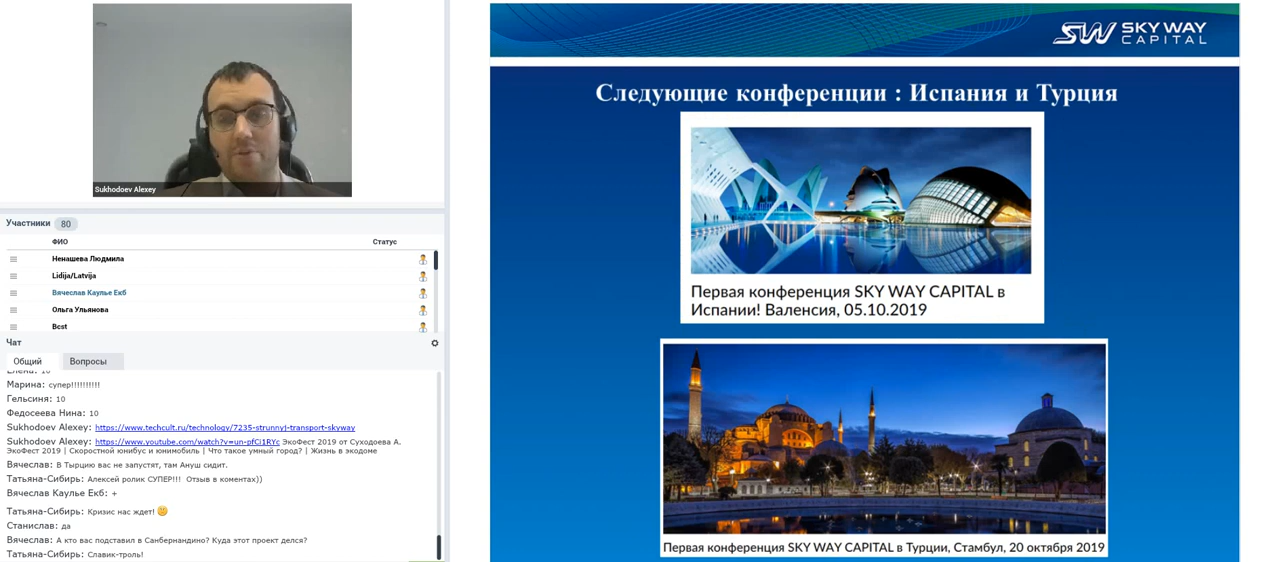 Sukhodoev Alexey
Участники 80
ФИО Статус
Ненашева Людмила
Lidija/Latvija
Вячеслав Каулье Екб
Ольга Ульянова
Bcst
Чат
Общий Вопросы
Елена: 10
Марина: супер!!!!!!!!!!
Гельсиня: 10
Федосеева Нина: 10
Sukhodoev Alexey: https://www.techcult.ru/technology/7235-strunnyj-transport-skyway
Sukhodoev Alexey: https://www.youtube.com/watch?v=un-pfCi1RYc ЭкоФест 2019 от Суходоева А.
ЭкоФест 2019 | Скоростной юнибус и юнимобиль | Что такое умный город? | Жизнь в экодоме
Вячеслав: В Тырцию вас не запустят, там Ануш сидит.
Татьяна-Сибирь: Алексей ролик СУПЕР!!! Отзыв в коментах))
Вячеслав Каулье Екб: +
Татьяна-Сибирь: Кризис нас ждет!
Станислав: да
Вячеслав: А кто вас подставил в Санбернандино? Куда этот проект делся?
Татьяна-Сибирь: Славик-троль!
SW SKY WAY
CAPITAL
Следующие конференции : Испания и Турция
Первая конференция SKY WAY CAPITAL в
Испании! Валенсия, 05.10.2019
Первая конференция SKY WAY CAPITAL в Турции, Стамбул, 20 октября 2019